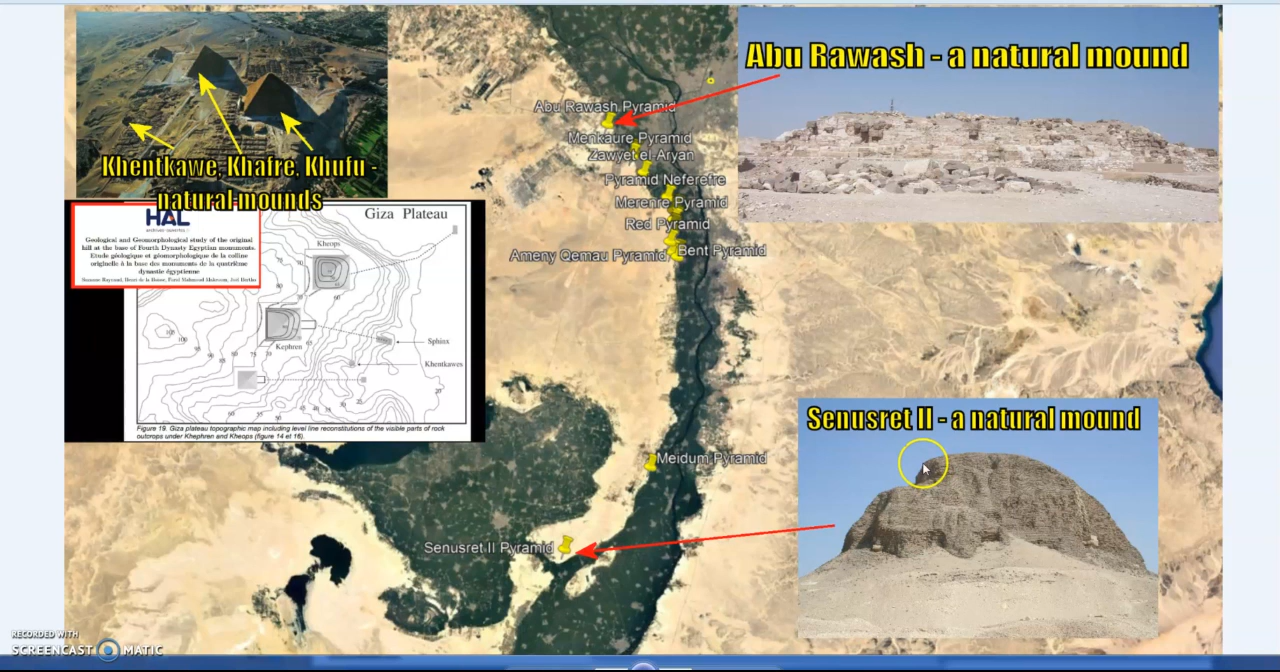 Khentkawe, Khafre, Khufu -
natural mounds
HAL
Geological and Geomorphological study of the original
hill at the base of Fourth Dynasty Egyptian monuments.
Etude géologique et géomorphologique de la colline
originelle à la base des monuments de la quatrième
dynastie égyptienne
Giza Plateau
Kheops
Kephren
Sphinx
Khentkawes
Figure 19. Giza plateau topographic map including level line reconstitutions of the visible parts of rock
outcrops under Khephren and Kheops (figure 14 et 16).
Abu Rawash - a natural mound
Abu Rawash Pyramid
Menkaure Pyramid
Zawyet el-Aryan
Pyramid Neferefre
Merenre Pyramid
Red Pyramid
Bent Pyramid
Ameny Qemau Pyramid
Meidum Pyramid
Senusret II Pyramid
Senusret II - a natural mound
RECORDED WITH
SCREENCAST MATIC